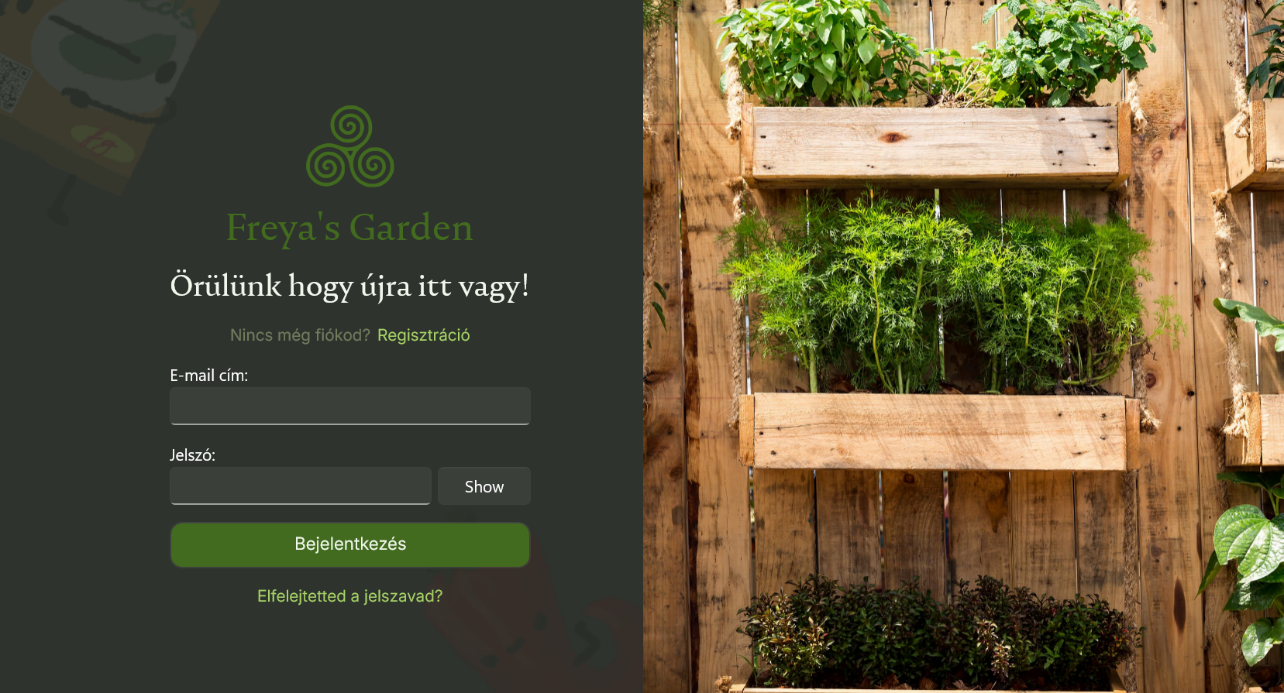 Freya's Garden
Örülünk hogy újra itt vagy!
Nincs még fiókod? Regisztráció
E-mail cím:
Jelszó:
Show
Bejelentkezés
Elfelejtetted a jelszavad?